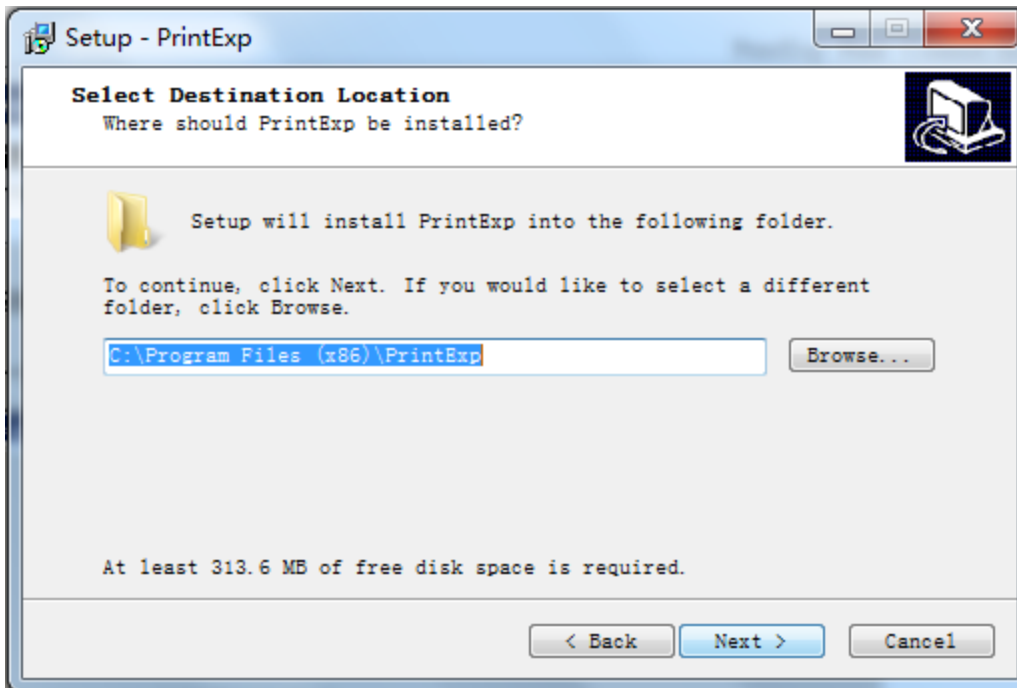 Setup - PrintExp
Select Destination Location
Where should PrintExp be installed?
Setup will install PrintExp into the following folder.
To continue, click Next. If you would like to select a different
folder, click Browse.
C:\Program Files (x86)\PrintExp
Browse...
At least 313.6 MB of free disk space is required.
< Back
Next >
Cancel